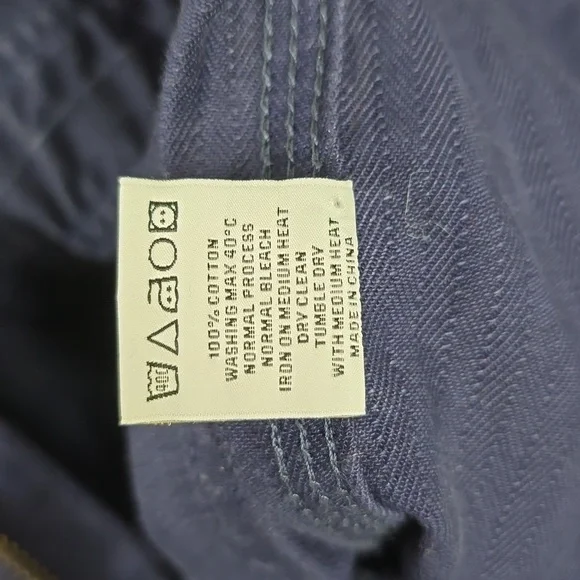 40C
100% COTTON
WASHING MAX 40°C
NORMAL PROCESS
NORMAL BLEACH
IRON ON MEDIUM HEAT
DRY CLEAN
TUMBLE DRY
WITH MEDIUM HEAT
MADE IN CHINA